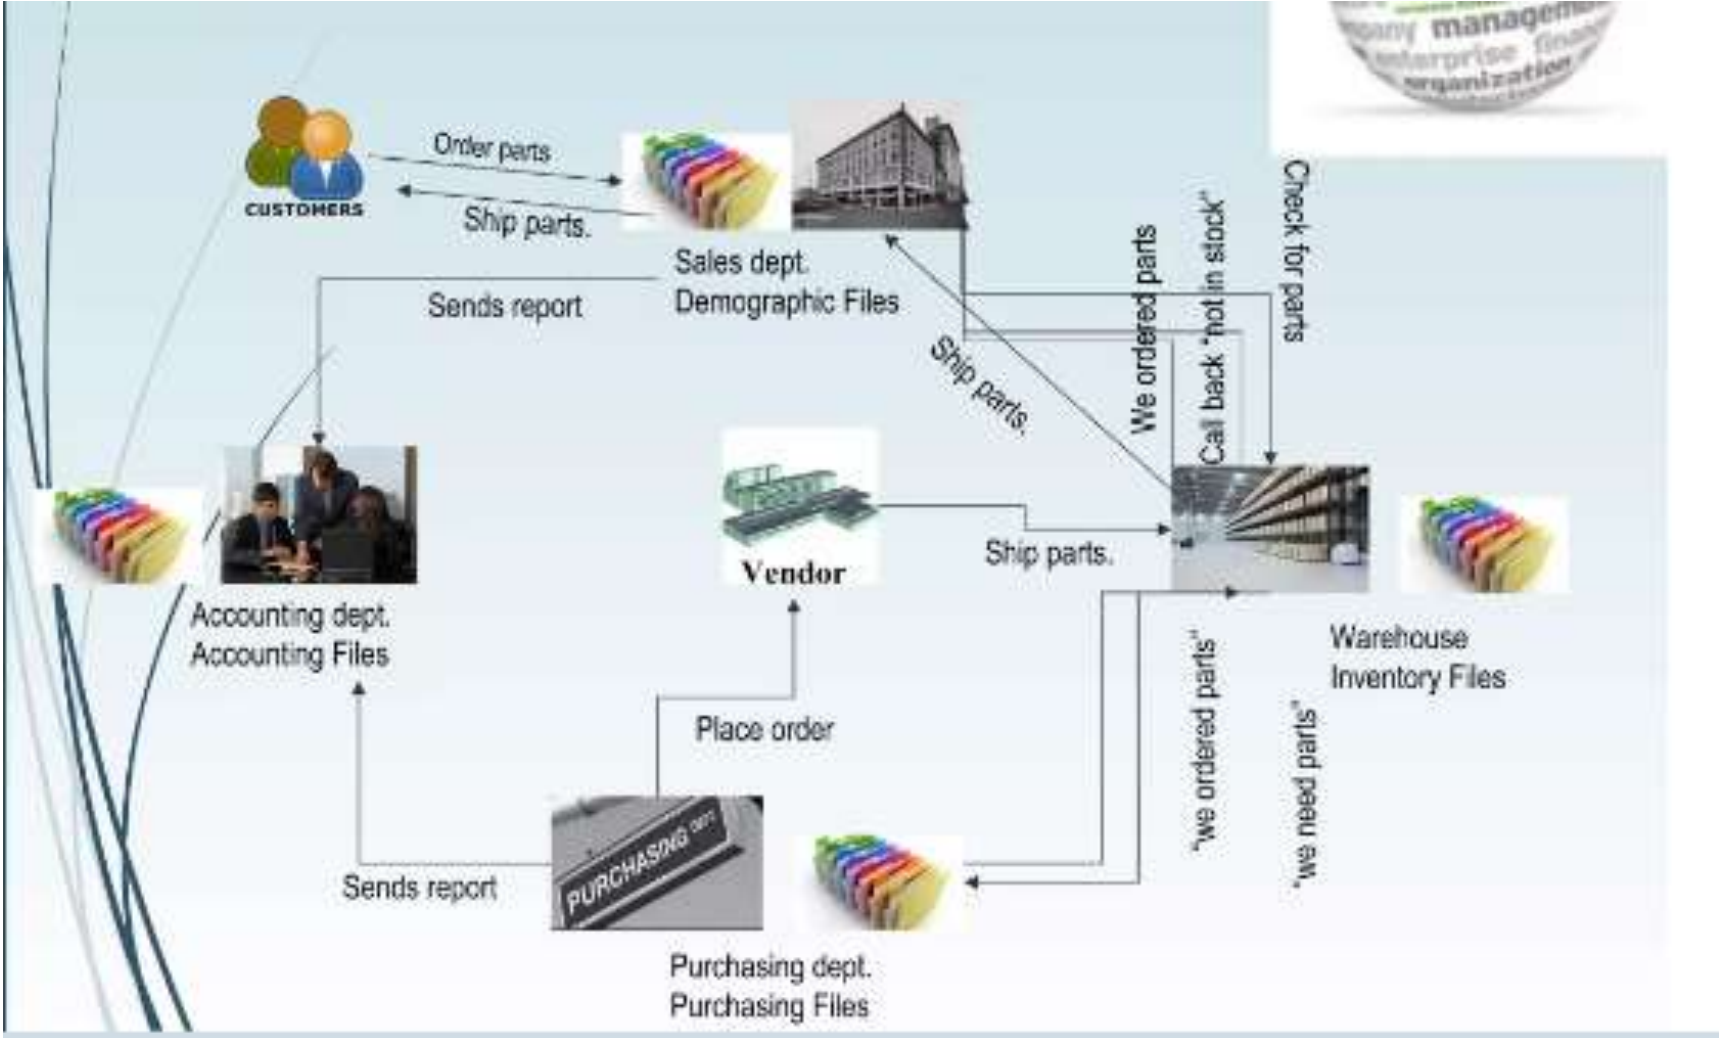 management
enterprise
organization
Order parts
CUSTOMERS
Ship parts.
Sales dept.
Demographic Files
Sends report
Ship parts.
We ordered parts
Call back "not in stock"
Check for parts
Vendor
Ship parts.
Accounting dept.
Accounting Files
Warehouse
Inventory Files
"we ordered parts"
"we need parts"
Place order
PURCHASING DEPT
Sends report
Purchasing dept.
Purchasing Files